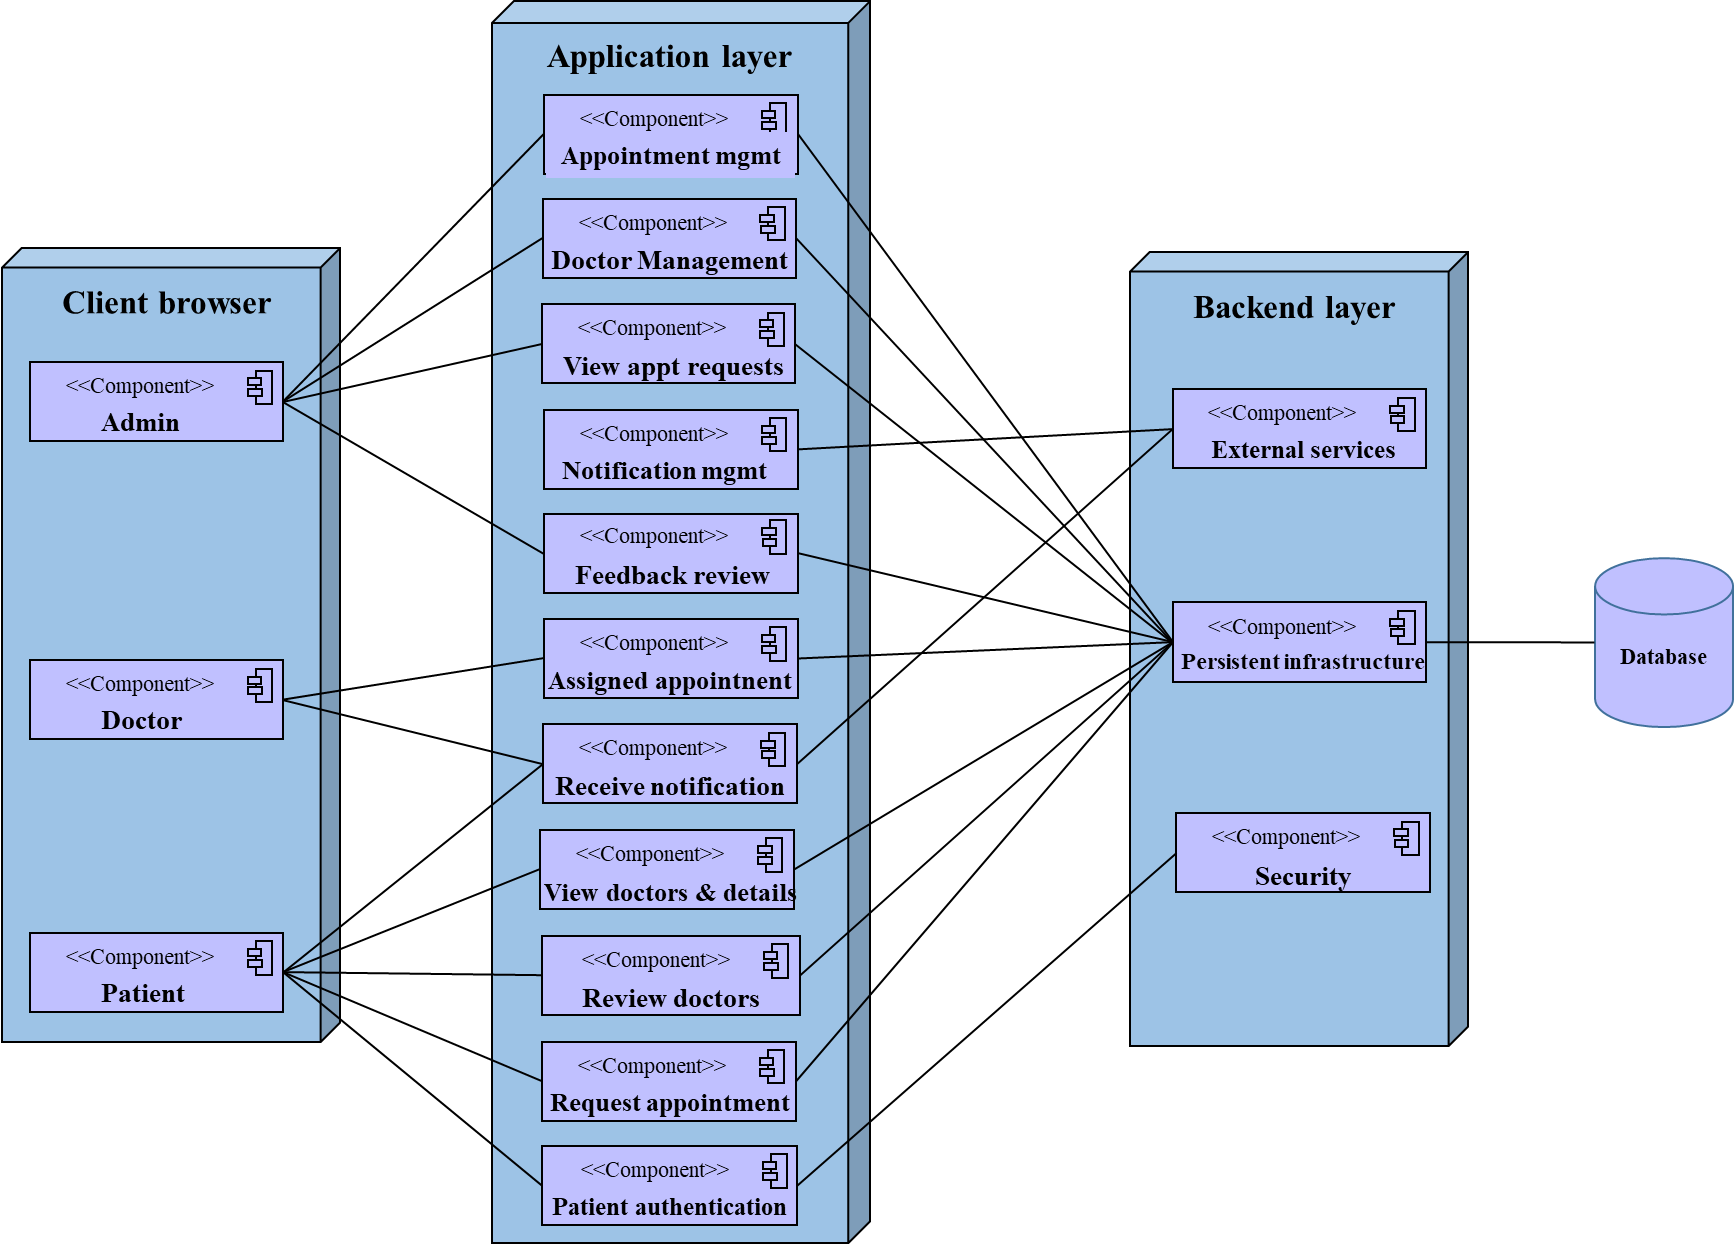 Client browser
<<Component>>
Admin
<<Component>>
Doctor
<<Component>>
Patient
Application layer
<<Component>>
Appointment mgmt
<<Component>>
Doctor Management
<<Component>>
View appt requests
<<Component>>
Notification mgmt
<<Component>>
Feedback review
<<Component>>
Assigned appointnent
<<Component>>
Receive notification
<<Component>>
View doctors & details
<<Component>>
Review doctors
<<Component>>
Request appointment
<<Component>>
Patient authentication
Backend layer
<<Component>>
External services
<<Component>>
Persistent infrastructure
<<Component>>
Security
Database